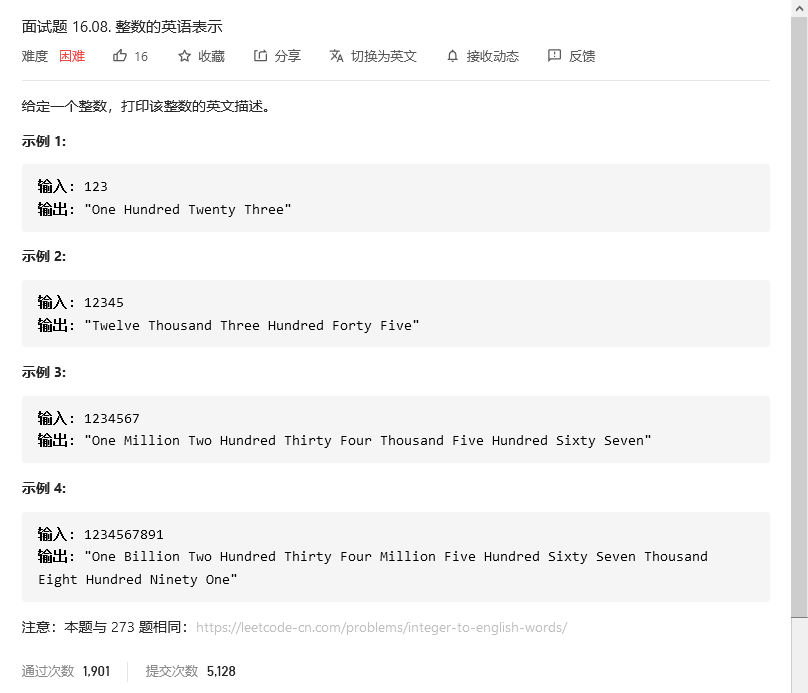 面试题 16.08. 整数的英语表示
难度 困难 16 收藏 分享 切换为英文 接收动态 反馈
给定一个整数，打印该整数的英文描述。
示例 1:
输入: 123
输出: "One Hundred Twenty Three"
示例 2:
输入: 12345
输出: "Twelve Thousand Three Hundred Forty Five"
示例 3:
输入: 1234567
输出: "One Million Two Hundred Thirty Four Thousand Five Hundred Sixty Seven"
示例 4:
输入: 1234567891
输出: "One Billion Two Hundred Thirty Four Million Five Hundred Sixty Seven Thousand
Eight Hundred Ninety One"
注意：本题与 273 题相同：https://leetcode-cn.com/problems/integer-to-english-words/
通过次数 1,901 提交次数 5,128